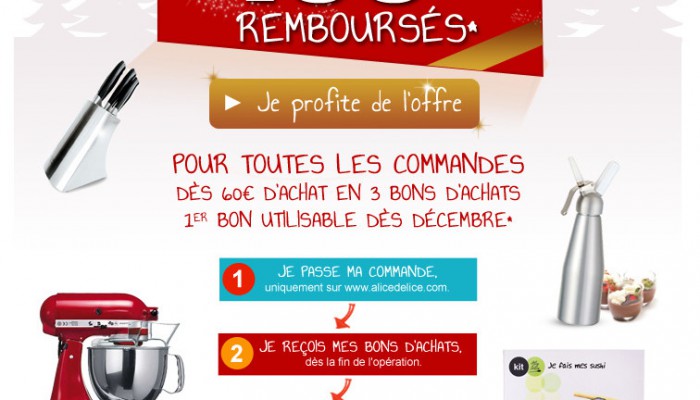 REMBOURSÉS*
Je profite de l'offre
POUR TOUTES LES COMMANDES
DÈS 60€ D'ACHAT EN 3 BONS D'ACHATS
1ER BON UTILISABLE DÈS DÉCEMBRE*
1 JE PASSE MA COMMANDE,
uniquement sur www.alicedelice.com.
2 JE REÇOIS MES BONS D'ACHATS,
dès la fin de l'opération.
kit Je fais mes sushi